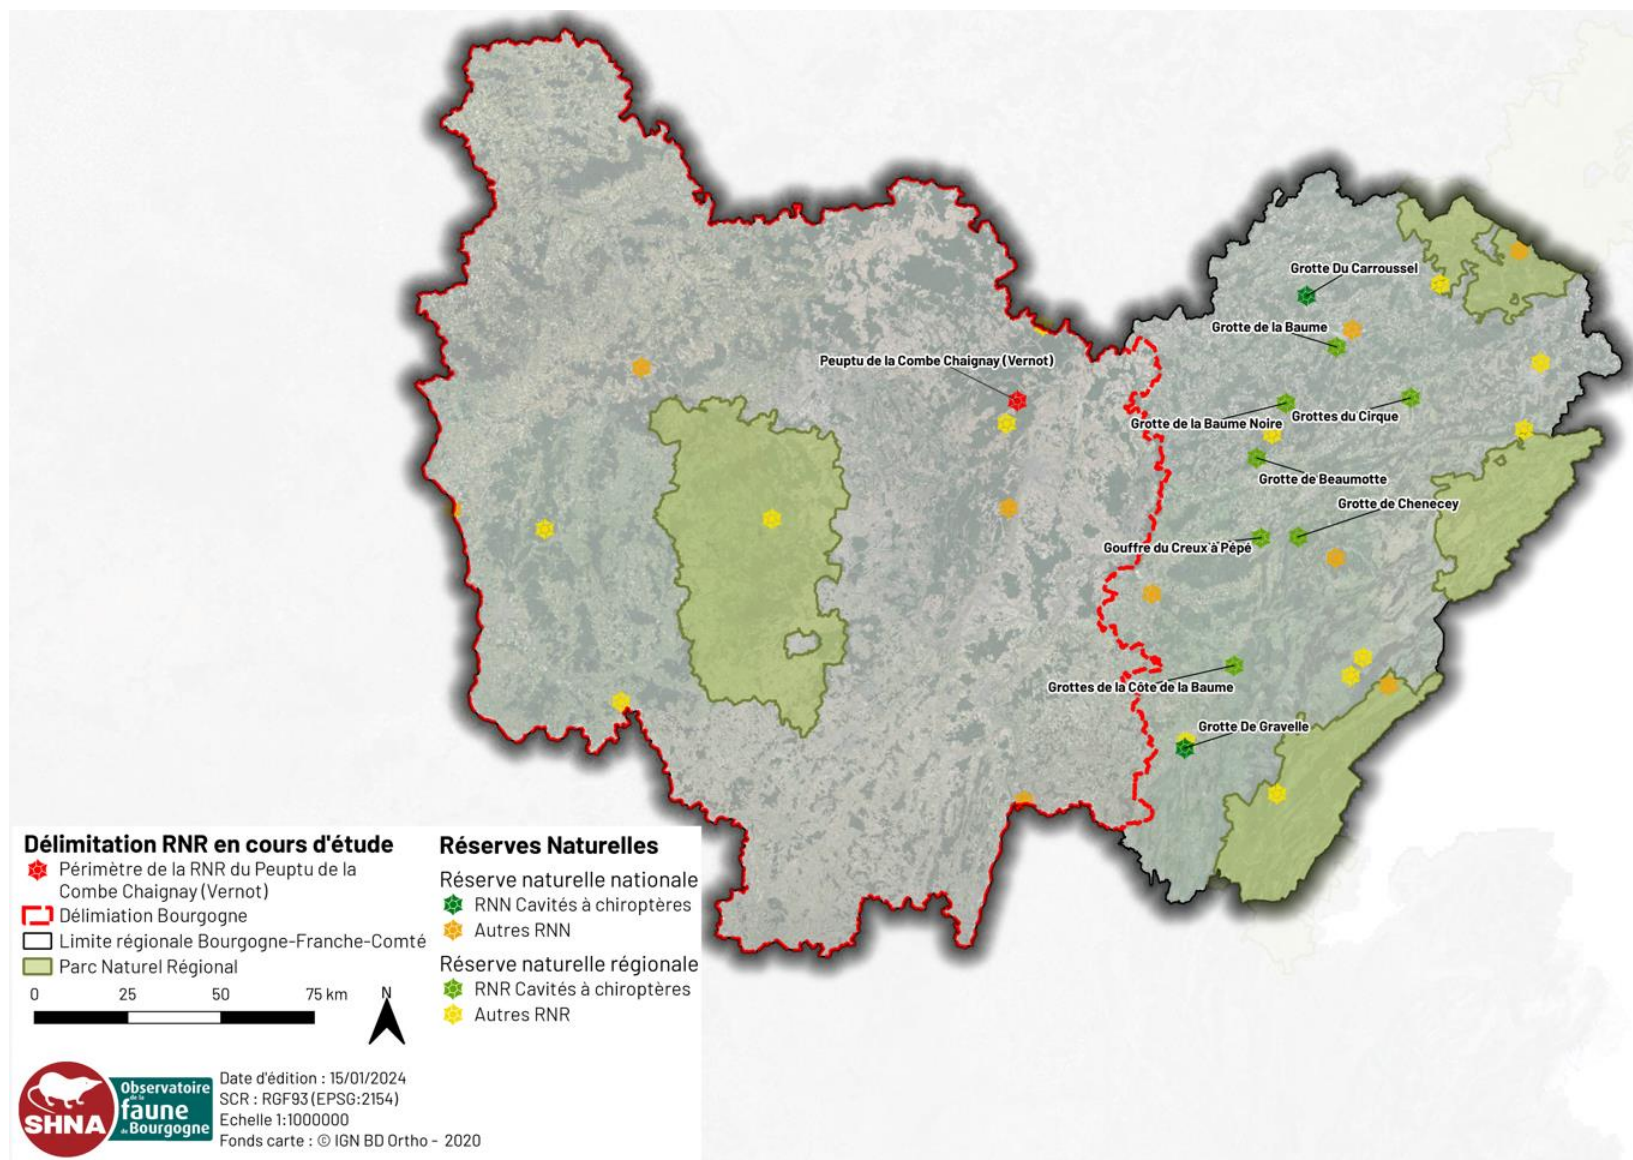 Grotte Du Carroussel
Grotte de la Baume
Peuptu de la Combe Chaignay (Vernot)
Grotte de la Baume Noire
Grottes du Cirque
Grotte de Beaumotte
Grotte de Chenecey
Gouffre du Creux à Pépé
Grottes de la Côte de la Baume
Grotte De Gravelle
Délimitation RNR en cours d'étude
Périmètre de la RNR du Peuptu de la
Combe Chaignay (Vernot)
Délimiation Bourgogne
Limite régionale Bourgogne-Franche-Comté
Parc Naturel Régional
0 25 50 75 km
N
Réserves Naturelles
Réserve naturelle nationale
RNN Cavités à chiroptères
Autres RNN
Réserve naturelle régionale
RNR Cavités à chiroptères
Autres RNR
SHNA
Observatoire
de la
faune
de Bourgogne
Date d'édition : 15/01/2024
SCR : RGF93 (EPSG:2154)
Echelle 1:1000000
Fonds carte : © IGN BD Ortho - 2020